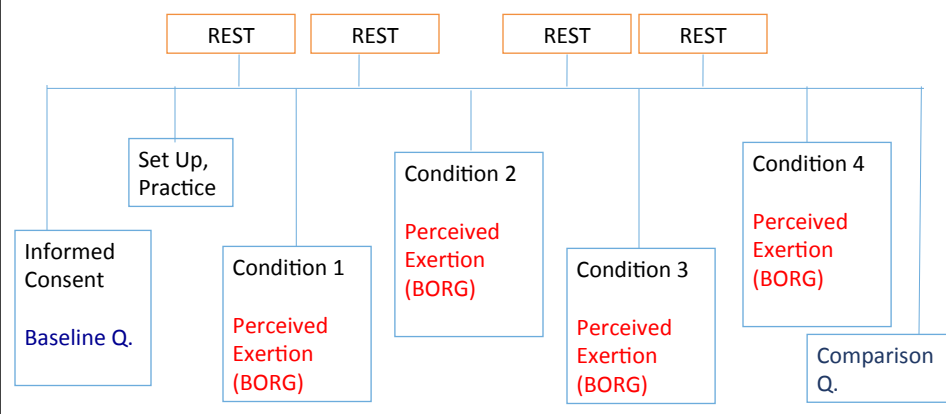 REST
REST
REST
REST
Set Up,
Practice
Informed
Consent
Baseline Q.
Condition 1
Perceived
Exertion
(BORG)
Condition 2
Perceived
Exertion
(BORG)
Condition 3
Perceived
Exertion
(BORG)
Condition 4
Perceived
Exertion
(BORG)
Comparison
Q.